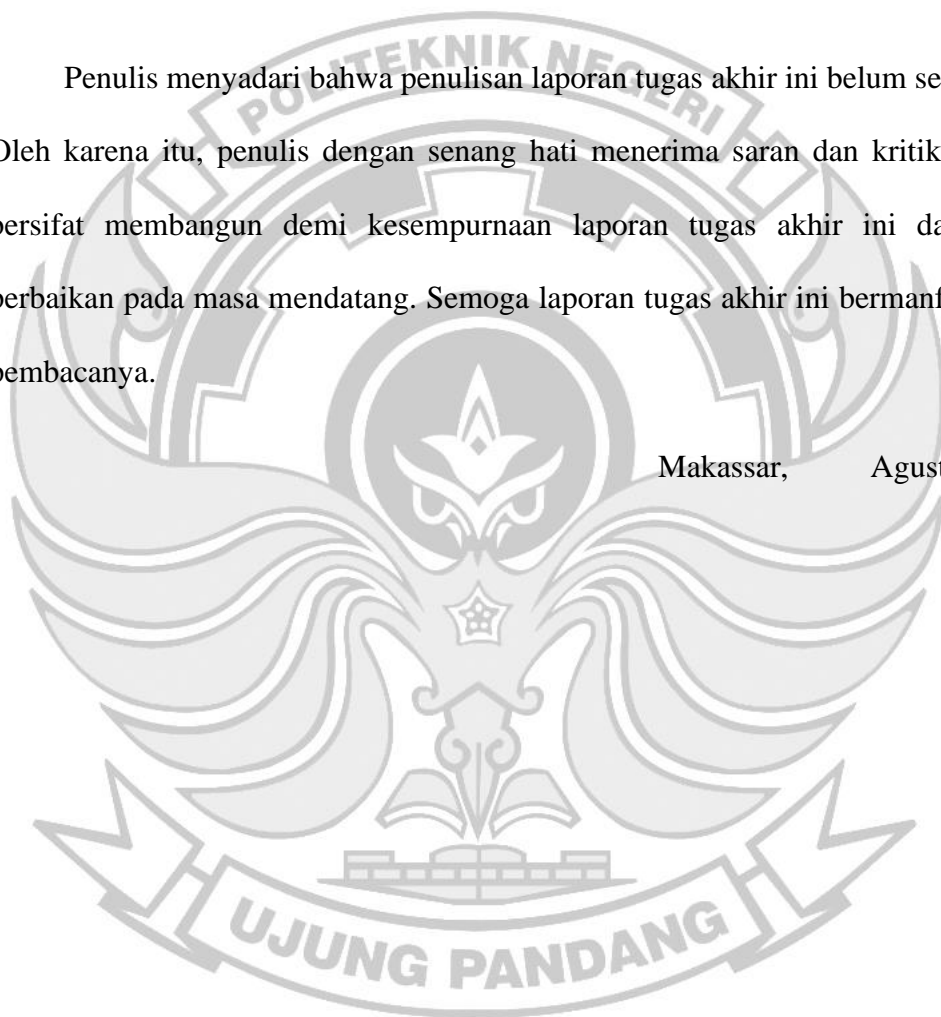 POLITEKNIK NEGERI
Penulis menyadari bahwa penulisan laporan tugas akhir ini belum se
Oleh karena itu, penulis dengan senang hati menerima saran dan kritik
bersifat membangun demi kesempurnaan laporan tugas akhir ini da
perbaikan pada masa mendatang. Semoga laporan tugas akhir ini bermanf
pembacanya.
Makassar, Agust
UJUNG PANDANG